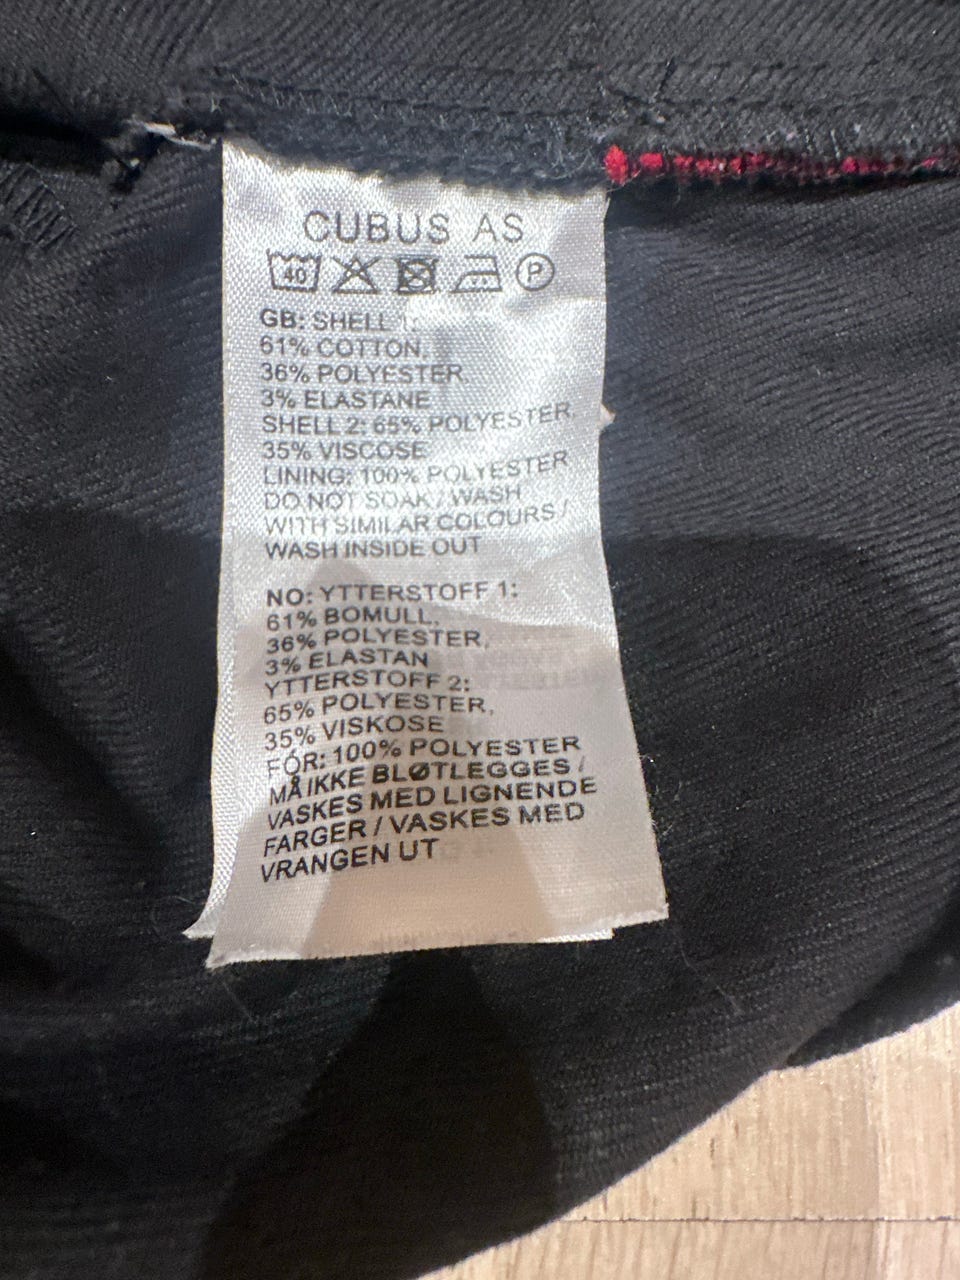 CUBUS AS
40 P
GB: SHELL 1:
61% COTTON,
36% POLYESTER,
3% ELASTANE
SHELL 2: 65% POLYESTER,
35% VISCOSE
LINING: 100% POLYESTER
DO NOT SOAK / WASH
WITH SIMILAR COLOURS /
WASH INSIDE OUT
NO: YTTERSTOFF 1:
61% BOMULL,
36% POLYESTER,
3% ELASTAN
YTTERSTOFF 2:
65% POLYESTER,
35% VISKOSE
FÓR: 100% POLYESTER
MÅ IKKE BLØTLEGGES /
VASKES MED LIGNENDE
FARGER / VASKES MED
VRANGEN UT